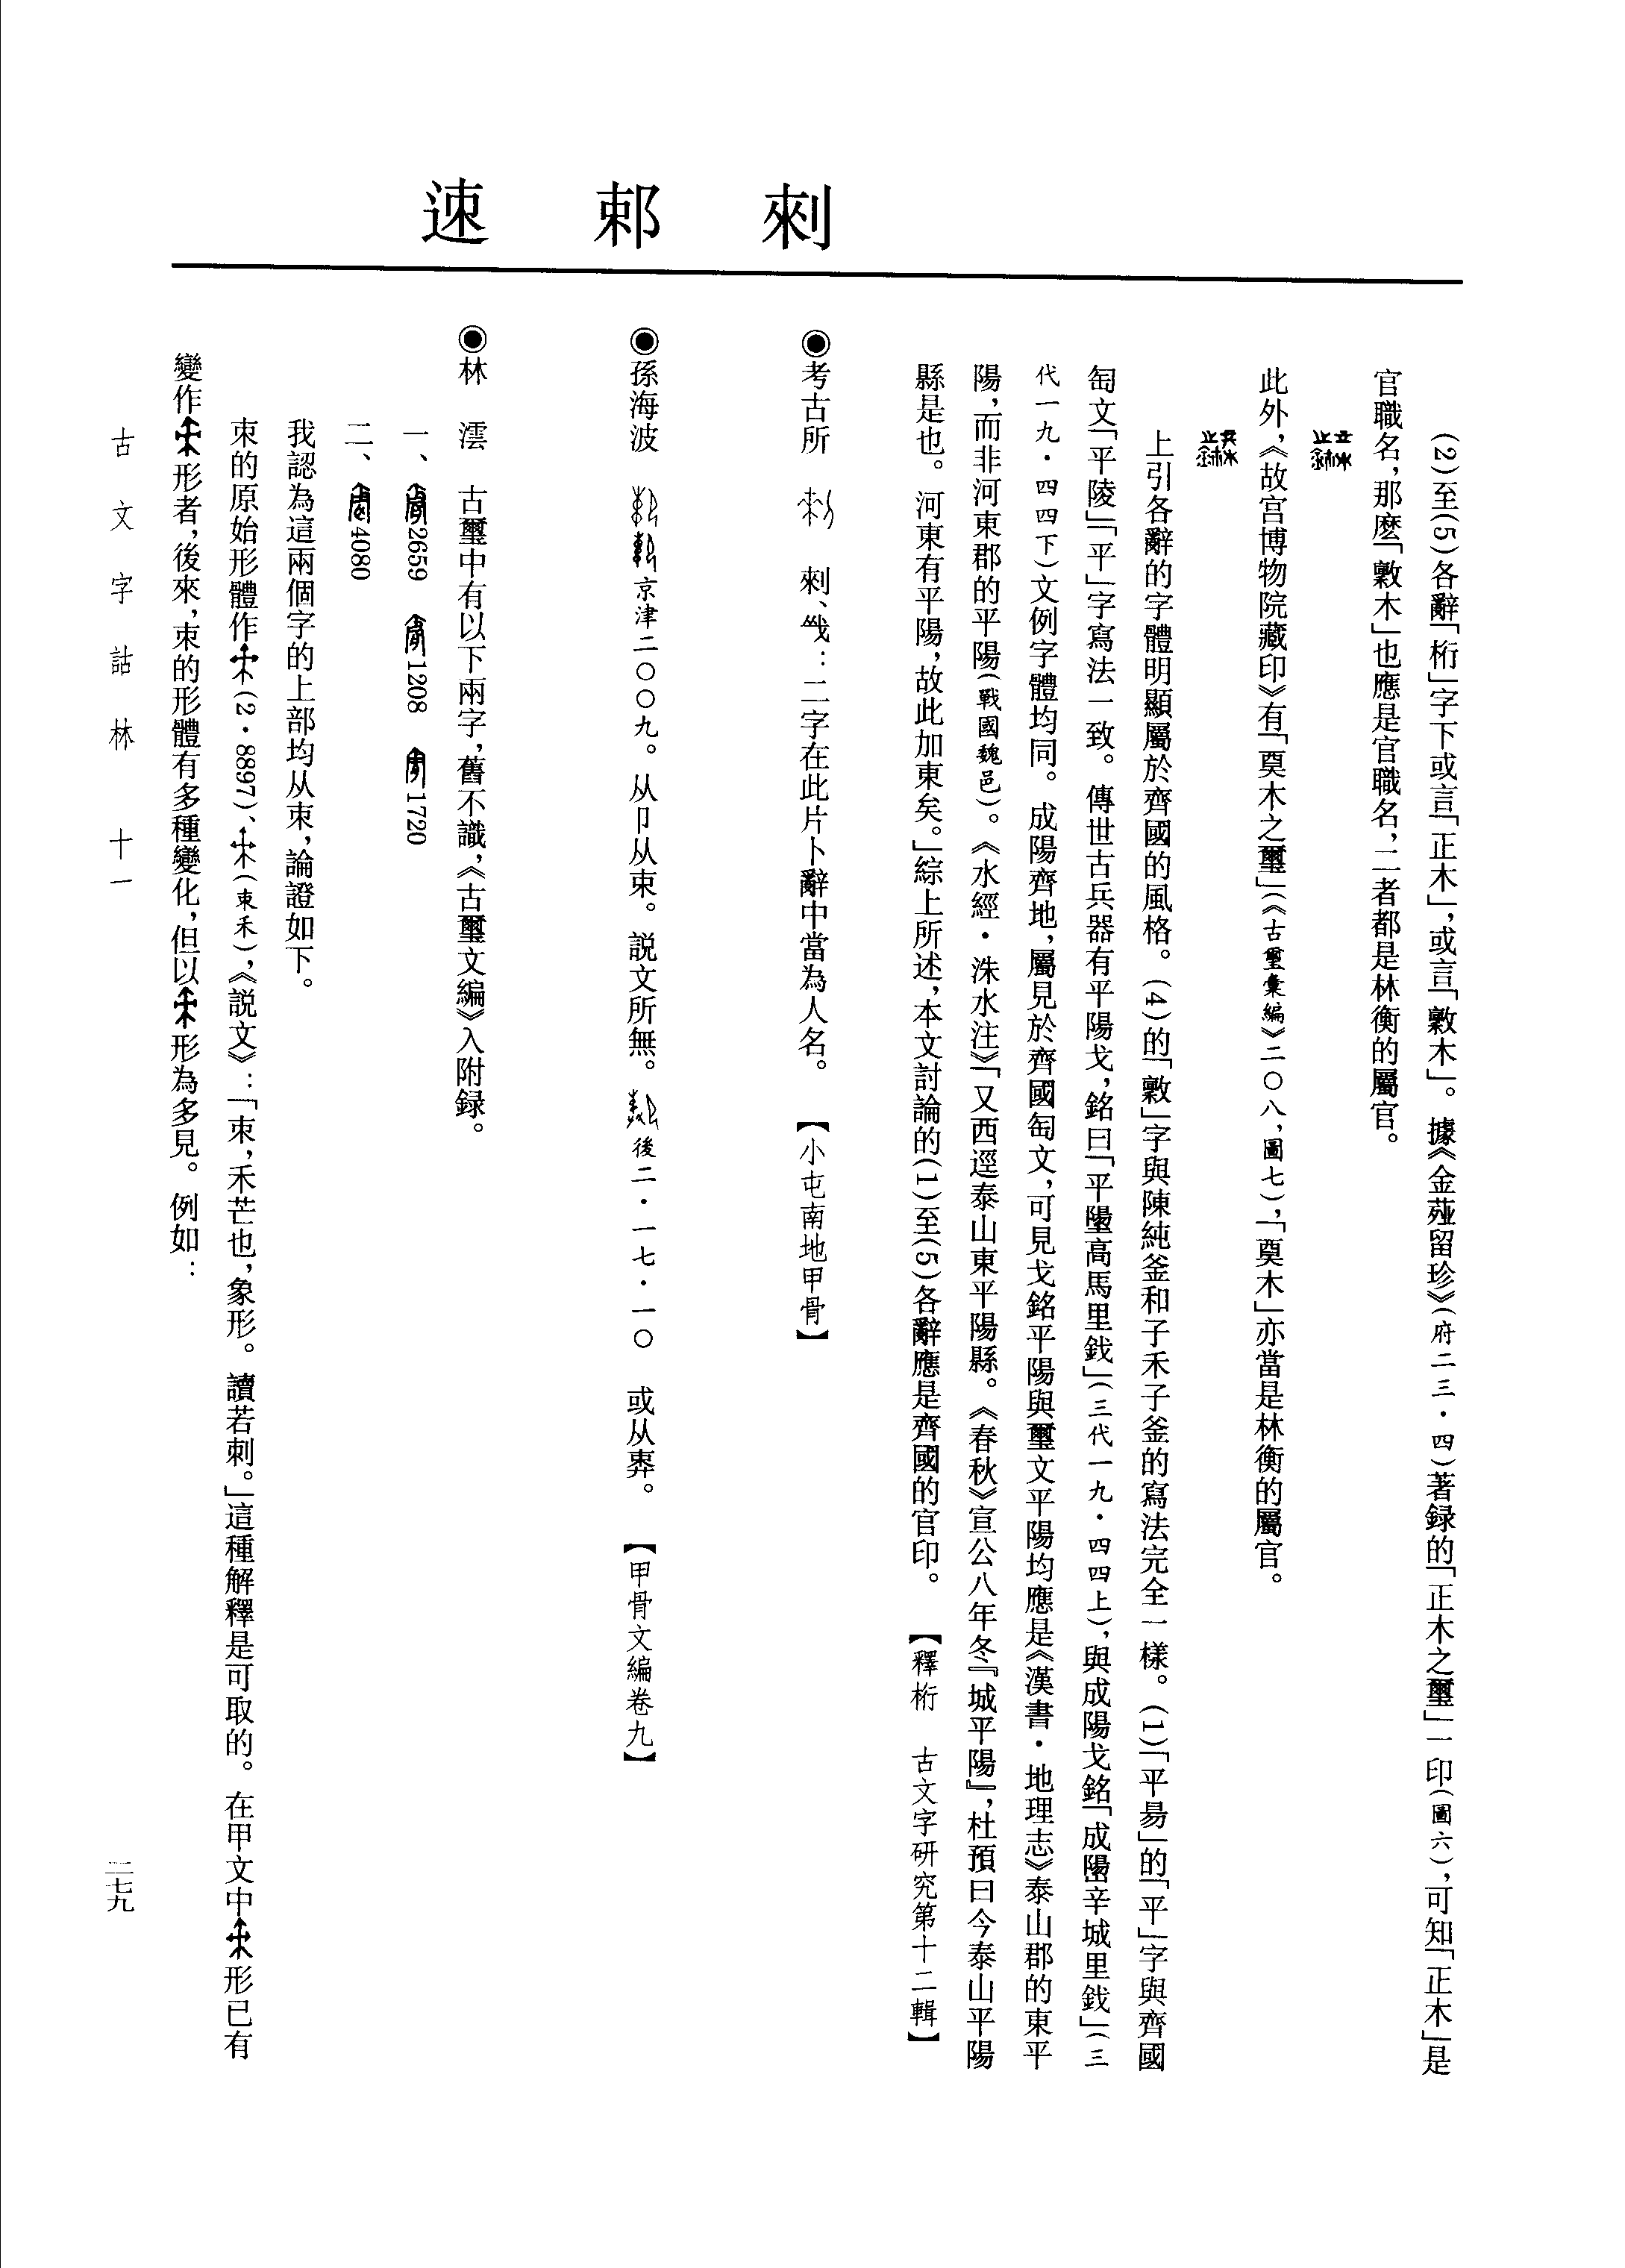 刺 郲 速
(2)至(5)各辭「桁」字下或言「正木」,或言「㪤木」。據《金薤留珍》(府二三·四)著録的「正木之璽」一印(圖六),可知「正木」是
官職名,那麽「㪤木」也應是官職名,二者都是林衡的屬官。
此外,《故宫博物院藏印》有「奠木之璽」(《古璽彙編》二〇八,圖七),「奠木」亦當是林衡的屬官。
上引各辭的字體明顯屬於齊國的風格。(4)的「㪤」字與陳純釜和子禾子釜的寫法完全一樣。(1)「平昜」的「平」字與齊國
匋文「平陵」「平」字寫法一致。傳世古兵器有平陽戈,銘曰「平陽高馬里鈛」(三代一九·四四上),與成陽戈銘「成陽辛城里鈛」(三
代一九·四四下)文例字體均同。成陽齊地,屬見於齊國匋文,可見戈銘平陽與璽文平陽均應是《漢書·地理志》泰山郡的東平
陽,而非河東郡的平陽(戰國魏邑)。《水經·洙水注》「又西逕泰山東平陽縣。《春秋》宣公八年冬『城平陽』,杜預曰今泰山平陽
縣是也。河東有平陽,故此加東矣。」綜上所述,本文討論的(1)至(5)各辭應是齊國的官印。 【釋桁 古文字研究第十二輯】
◉考古所 刺、:二字在此片卜辭中當為人名。 【小屯南地甲骨】
◉孫海波 京津二〇〇九。从卩从朿。説文所無。 後二·一七·一〇 或从。 【甲骨文編卷九】
◉林 澐 古璽中有以下兩字,舊不識,《古璽文編》入附録。
一、2659 1208 1720
二、4080
我認為這兩個字的上部均从朿,論證如下。
朿的原始形體作(2·8897)、(朿禾),《説文》:「朿,禾芒也,象形。讀若刺。」這種解釋是可取的。在甲文中形已有
變作形者,後來,朿的形體有多種變化,但以形為多見。例如:
古文字詁林 十一
二七九